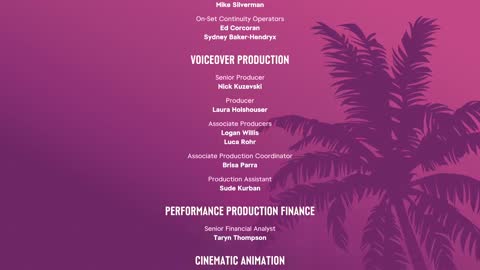 Mike Silverman
On-Set Continuity Operators
Ed Corcoran
Sydney Baker-Hendryx
VOICEOVER PRODUCTION
Senior Producer
Nick Kuzevski
Producer
Laura Holshouser
Associate Producers
Logan Willis
Luca Rohr
Associate Production Coordinator
Brisa Parra
Production Assistant
Sude Kurban
PERFORMANCE PRODUCTION FINANCE
Senior Financial Analyst
Taryn Thompson
CINEMATIC ANIMATION